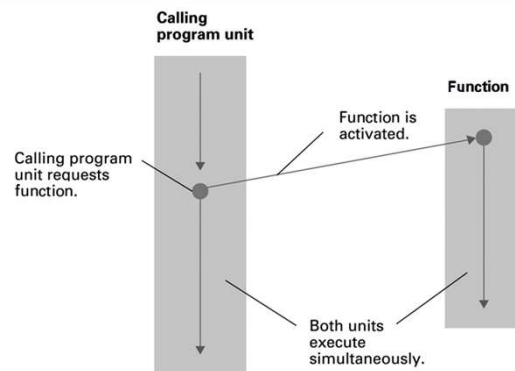 Calling
program unit
Function
Function is
activated.
Calling program
unit requests
function.
Both units
execute
simultaneously.